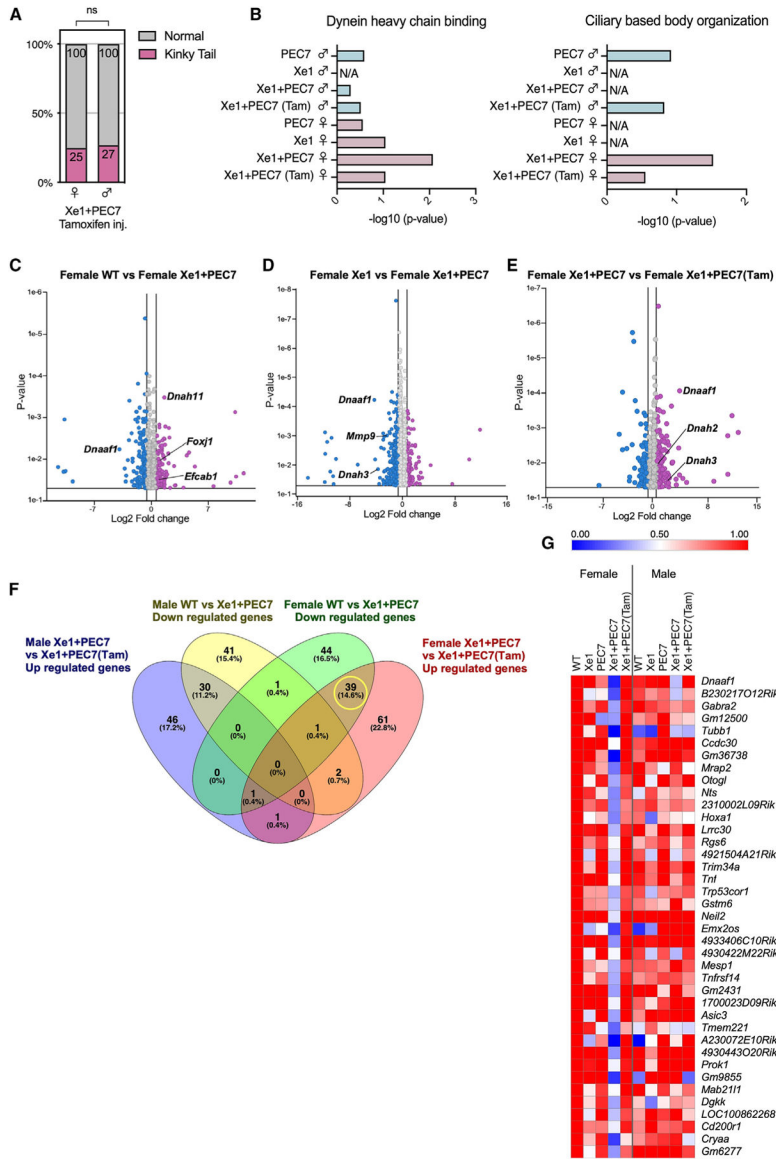 A
ns
Normal
Kinky Tail
100%
50%
0%
100
100
25
27
♀ ♂
Xe1+PEC7
Tamoxifen inj.
B
Dynein heavy chain binding
PEC7 ♂
Xe1 ♂ N/A
Xe1+PEC7 ♂
Xe1+PEC7 (Tam) ♂
PEC7 ♀
Xe1 ♀
Xe1+PEC7 ♀
Xe1+PEC7 (Tam) ♀
0 1 2 3
-log10 (p-value)
Ciliary based body organization
PEC7 ♂
Xe1 ♂ N/A
Xe1+PEC7 ♂ N/A
Xe1+PEC7 (Tam) ♂
PEC7 ♀ N/A
Xe1 ♀ N/A
Xe1+PEC7 ♀
Xe1+PEC7 (Tam) ♀
0 1 2
-log10 (p-value)
C
Female WT vs Female Xe1+PEC7
P-value
1e-6
1e-5
1e-4
1e-3
1e-2
1e-1
Dnah11
Foxj1
Dnaaf1
Efcab1
-7 0 7
Log2 Fold change
D
Female Xe1 vs Female Xe1+PEC7
P-value
1e-8
1e-7
1e-6
1e-5
1e-4
1e-3
1e-2
1e-1
Dnaaf1
Mmp9
Dnah3
-16 -8 0 8 16
Log2 Fold change
E
Female Xe1+PEC7 vs Female Xe1+PEC7(Tam)
P-value
1e-7
1e-6
1e-5
1e-4
1e-3
1e-2
1e-1
Dnaaf1
Dnah2
Dnah3
-15 -8 0 8 15
Log2 Fold change
F
Male WT vs Xe1+PEC7
Down regulated genes
Female WT vs Xe1+PEC7
Down regulated genes
Male Xe1+PEC7
vs Xe1+PEC7(Tam)
Up regulated genes
Female Xe1+PEC7
vs Xe1+PEC7(Tam)
Up regulated genes
41
(15.4%)
44
(16.5%)
30
(11.2%)
1
(0.4%)
39
(14.6%)
46
(17.2%)
0
(0%)
1
(0.4%)
61
(22.8%)
0
(0%)
0
(0%)
2
(0.7%)
1
(0.4%)
0
(0%)
1
(0.4%)
G
0.00 0.50 1.00
Female Male
WT
Xe1
PEC7
Xe1+PEC7
Xe1+PEC7(Tam)
WT
Xe1
PEC7
Xe1+PEC7
Xe1+PEC7(Tam)
Dnaaf1
B230217O12Rik
Gabra2
Gm12500
Tubb1
Ccdc30
Gm36738
Mrap2
Otogl
Nts
2310002L09Rik
Hoxa1
Lrrc30
Rgs6
4921504A21Rik
Trim34a
Tnf
Trp53cor1
Gstm6
Neil2
Emx2os
4933406C10Rik
4930422M22Rik
Mesp1
Tnfrsf14
Gm2431
1700023D09Rik
Asic3
Tmem221
A230072E10Rik
4930443O20Rik
Prok1
Gm9855
Mab21l1
Dgkk
LOC100862268
Cd200r1
Cryaa
Gm6277